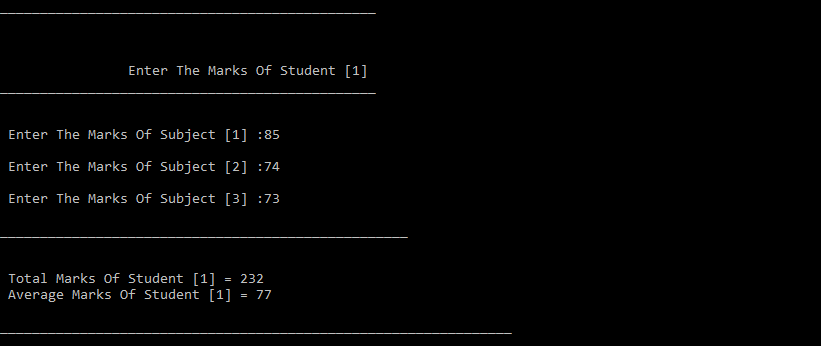 Enter The Marks Of Student [1]
Enter The Marks Of Subject [1] :85
Enter The Marks Of Subject [2] :74
Enter The Marks Of Subject [3] :73
Total Marks Of Student [1] = 232
Average Marks Of Student [1] = 77